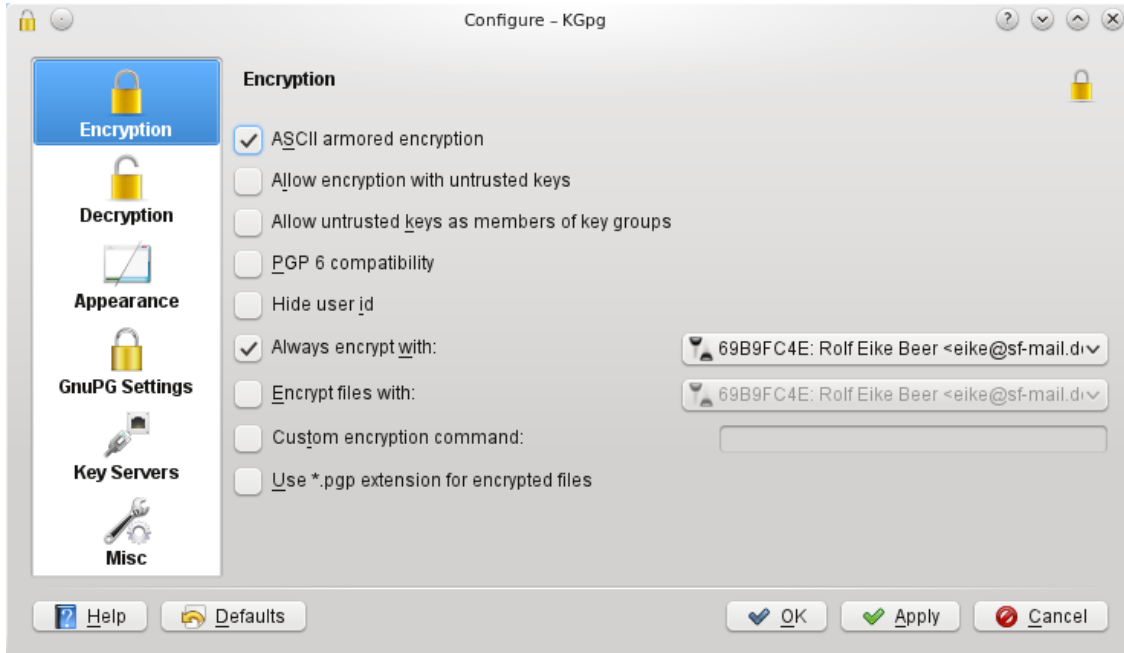 Configure – KGpg
Encryption
Decryption
Appearance
GnuPG Settings
Key Servers
Misc
Encryption
ASCII armored encryption
Allow encryption with untrusted keys
Allow untrusted keys as members of key groups
PGP 6 compatibility
Hide user id
Always encrypt with: 69B9FC4E: Rolf Eike Beer <eike@sf-mail.d
Encrypt files with: 69B9FC4E: Rolf Eike Beer <eike@sf-mail.d
Custom encryption command:
Use *.pgp extension for encrypted files
Help Defaults OK Apply Cancel